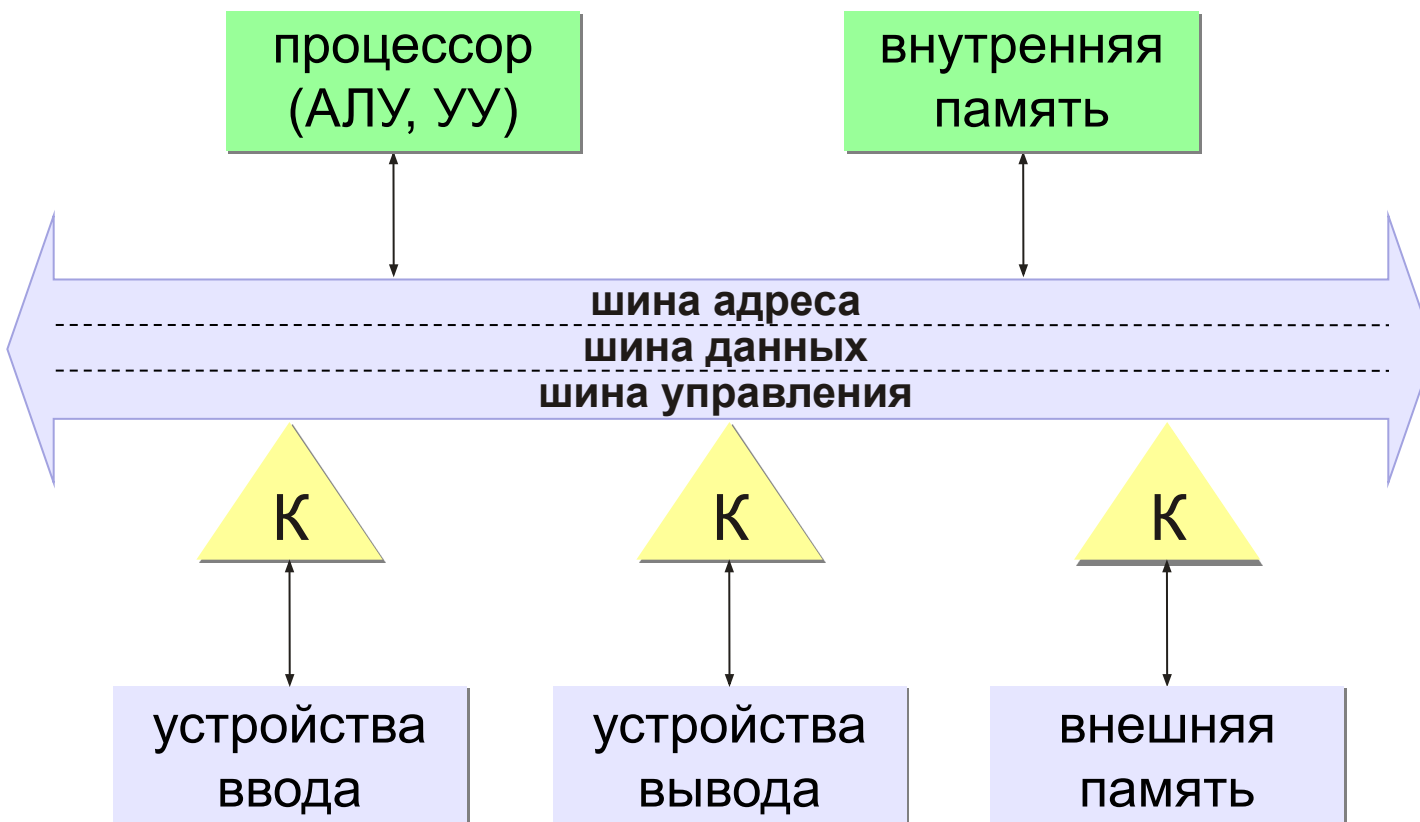 процессор
(АЛУ, УУ)
внутренняя
память
шина адреса
шина данных
шина управления
К
К
К
устройства
ввода
устройства
вывода
внешняя
память